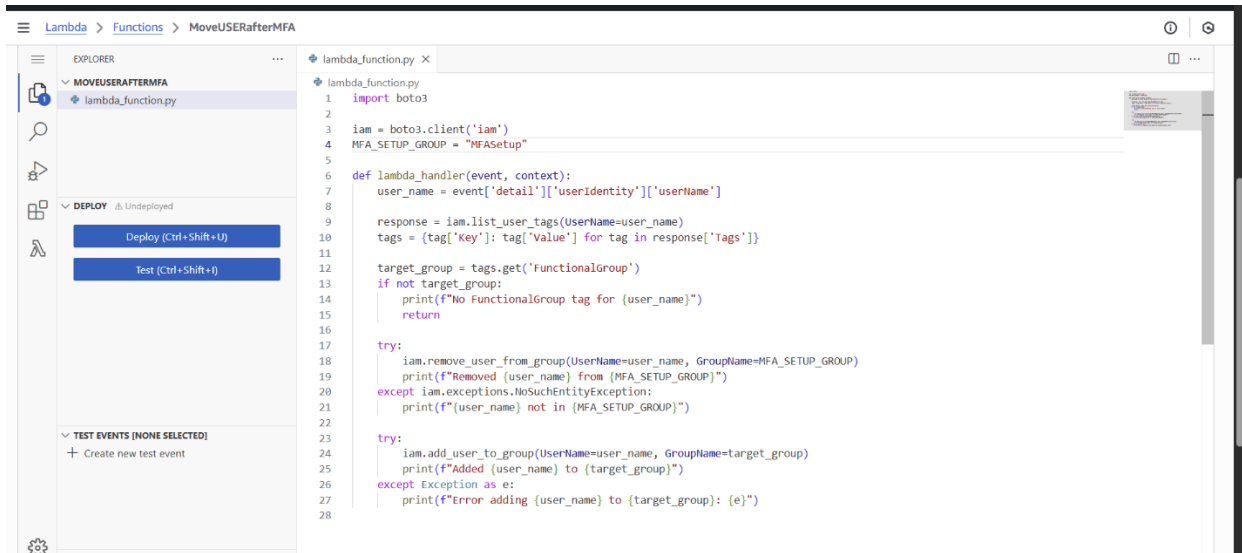 Lambda > Functions > MoveUSERafterMFA
EXPLORER ...
MOVEUSERAFTERMFA
lambda_function.py
1
DEPLOY Undeployed
Deploy (Ctrl+Shift+U)
Test (Ctrl+Shift+I)
TEST EVENTS [NONE SELECTED]
+ Create new test event
lambda_function.py ×
...
lambda_function.py
1 import boto3
2
3 iam = boto3.client('iam')
4 MFA_SETUP_GROUP = "MFASetup"
5
6 def lambda_handler(event, context):
7     user_name = event['detail']['userIdentity']['userName']
8
9     response = iam.list_user_tags(UserName=user_name)
10     tags = {tag['Key']: tag['Value'] for tag in response['Tags']}
11
12     target_group = tags.get('FunctionalGroup')
13     if not target_group:
14         print(f"No FunctionalGroup tag for {user_name}")
15         return
16
17     try:
18         iam.remove_user_from_group(UserName=user_name, GroupName=MFA_SETUP_GROUP)
19         print(f"Removed {user_name} from {MFA_SETUP_GROUP}")
20     except iam.exceptions.NoSuchEntityException:
21         print(f"{user_name} not in {MFA_SETUP_GROUP}")
22
23     try:
24         iam.add_user_to_group(UserName=user_name, GroupName=target_group)
25         print(f"Added {user_name} to {target_group}")
26     except Exception as e:
27         print(f"Error adding {user_name} to {target_group}: {e}")
28